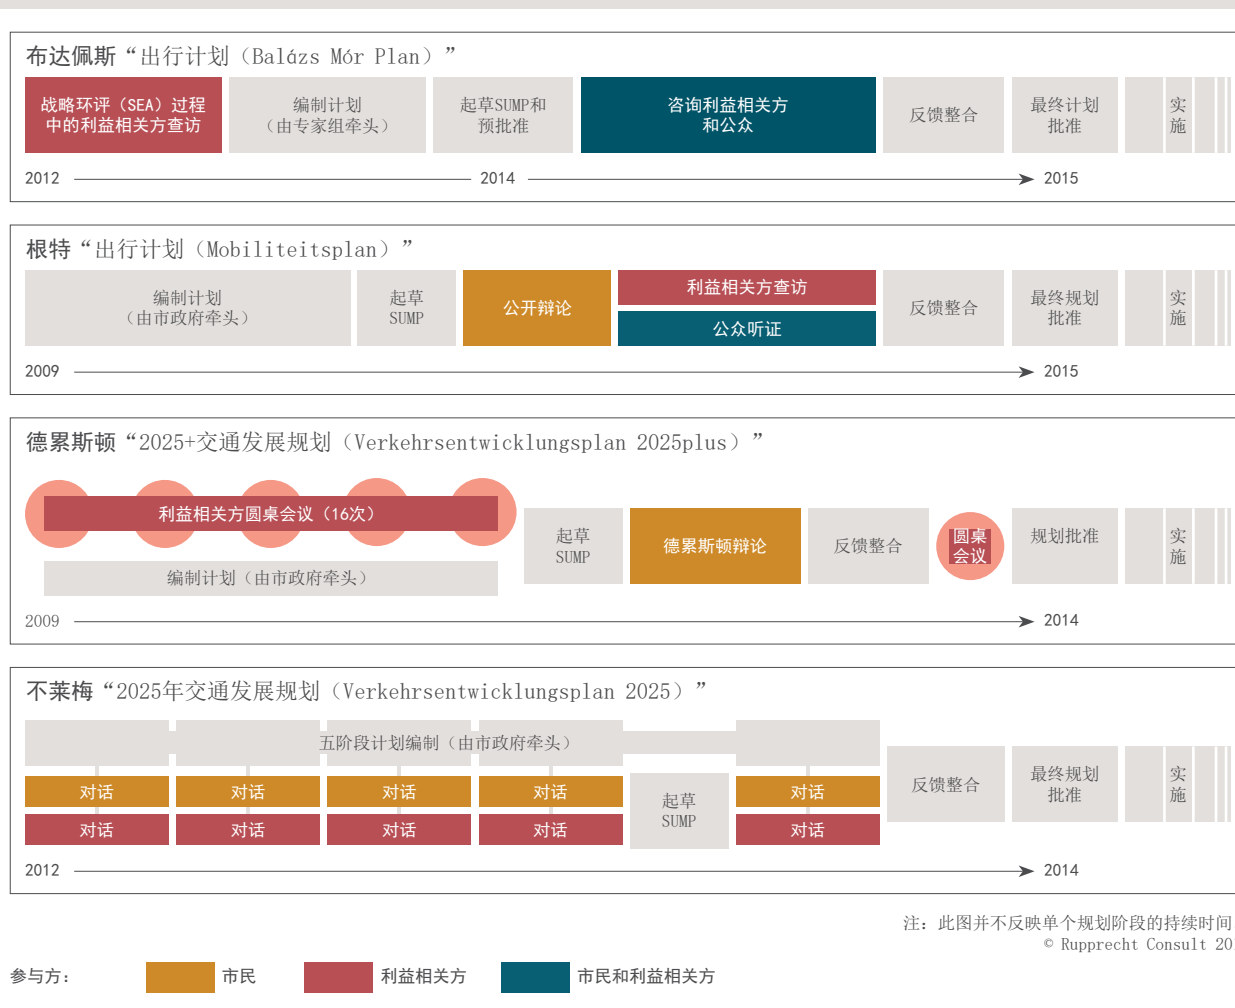 布达佩斯“出行计划（Balázs Mór Plan）”
战略环评（SEA）过程
中的利益相关方查访
编制计划
（由专家组牵头）
起草SUMP和
预批准
咨询利益相关方
和公众
反馈整合
最终计划
批准
实
施
2012
2014
2015
根特“出行计划（Mobiliteitsplan）”
编制计划
（由市政府牵头）
起草
SUMP
公开辩论
利益相关方查访
公众听证
反馈整合
最终规划
批准
实
施
2009
2015
德累斯顿“2025+交通发展规划（Verkehrsentwicklungsplan 2025plus）”
利益相关方圆桌会议（16次）
编制计划（由市政府牵头）
起草
SUMP
德累斯顿辩论
反馈整合
圆桌
会议
规划批准
实
施
2009
2014
不莱梅“2025年交通发展规划（Verkehrsentwicklungsplan 2025）”
五阶段计划编制（由市政府牵头）
对话
对话
对话
对话
对话
对话
对话
对话
对话
对话
起草
SUMP
反馈整合
最终规划
批准
实
施
2012
2014
注：此图并不反映单个规划阶段的持续时间
© Rupprecht Consult
参与方：
市民
利益相关方
市民和利益相关方